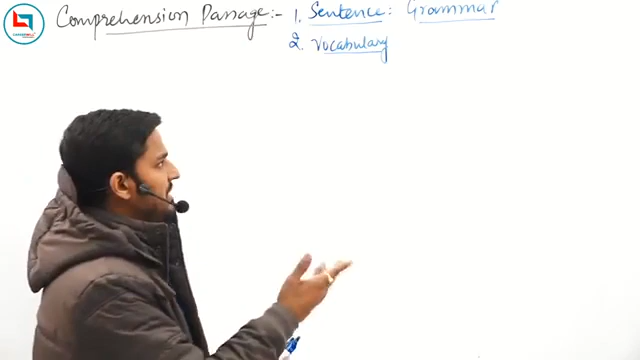 Comprehension Passage:- 1. Sentence: Grammar
2. Vocabulary